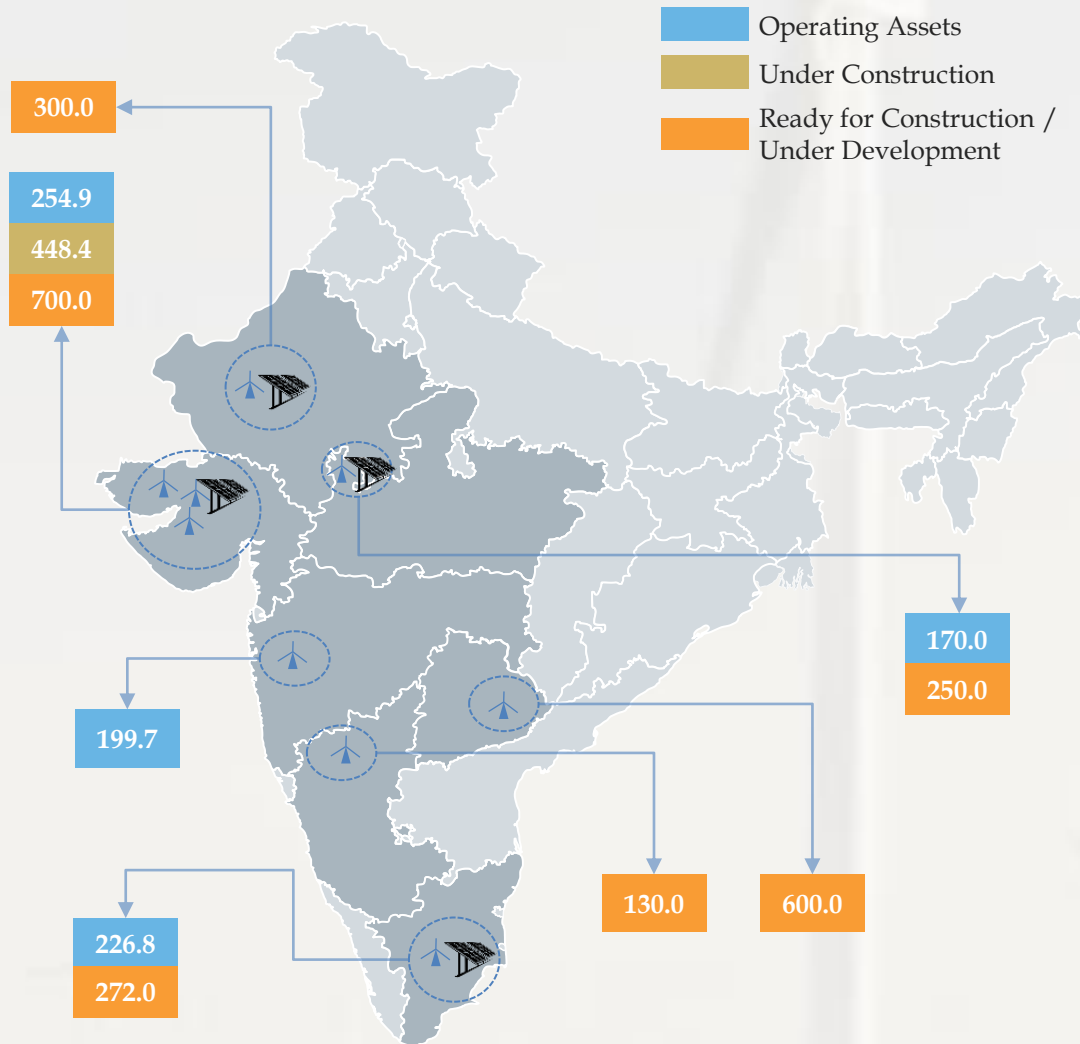 Operating Assets
Under Construction
Ready for Construction /
Under Development
300.0
254.9
448.4
700.0
170.0
250.0
199.7
130.0
600.0
226.8
272.0